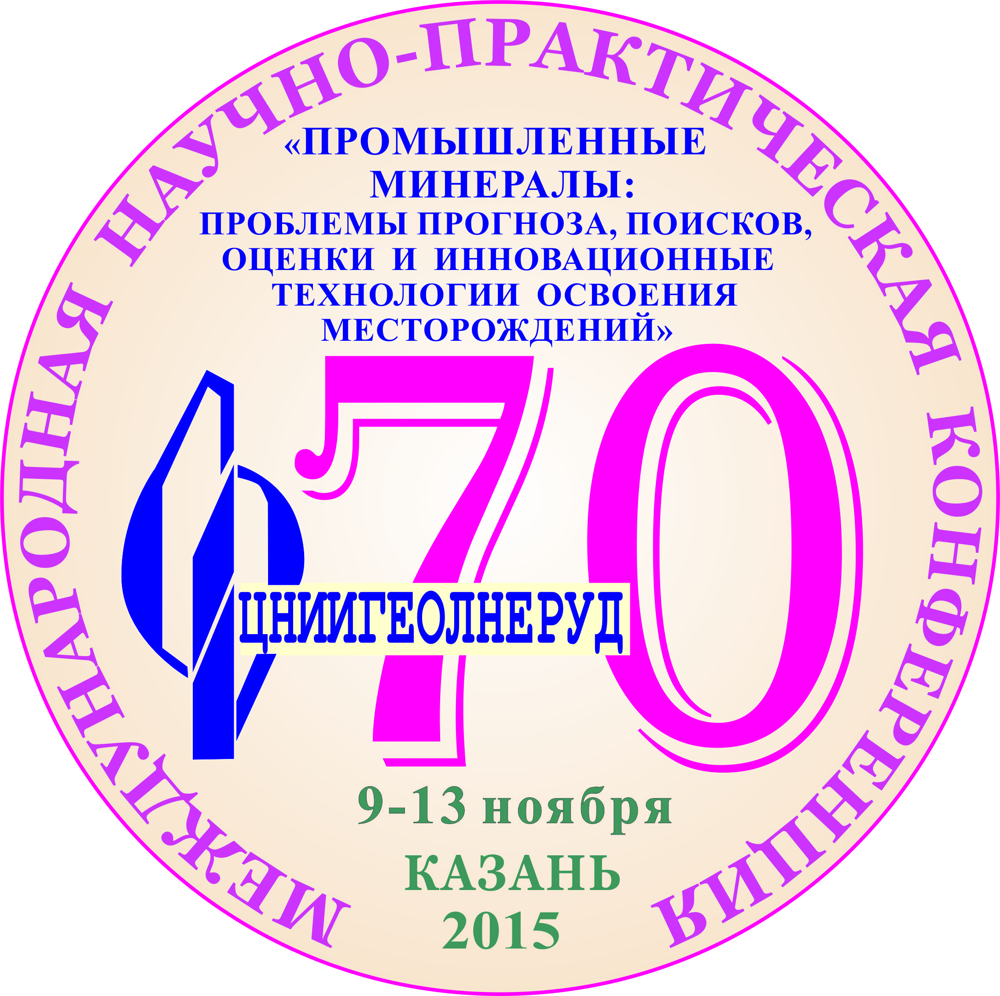 МЕЖДУНАРОДНАЯ НАУЧНО-ПРАКТИЧЕСКАЯ КОНФЕРЕНЦИЯ
«ПРОМЫШЛЕННЫЕ
МИНЕРАЛЫ:
ПРОБЛЕМЫ ПРОГНОЗА, ПОИСКОВ,
ОЦЕНКИ И ИННОВАЦИОННЫЕ
ТЕХНОЛОГИИ ОСВОЕНИЯ
МЕСТОРОЖДЕНИЙ»
70
ЦНИИГЕОЛНЕРУД
9-13 ноября
КАЗАНЬ
2015